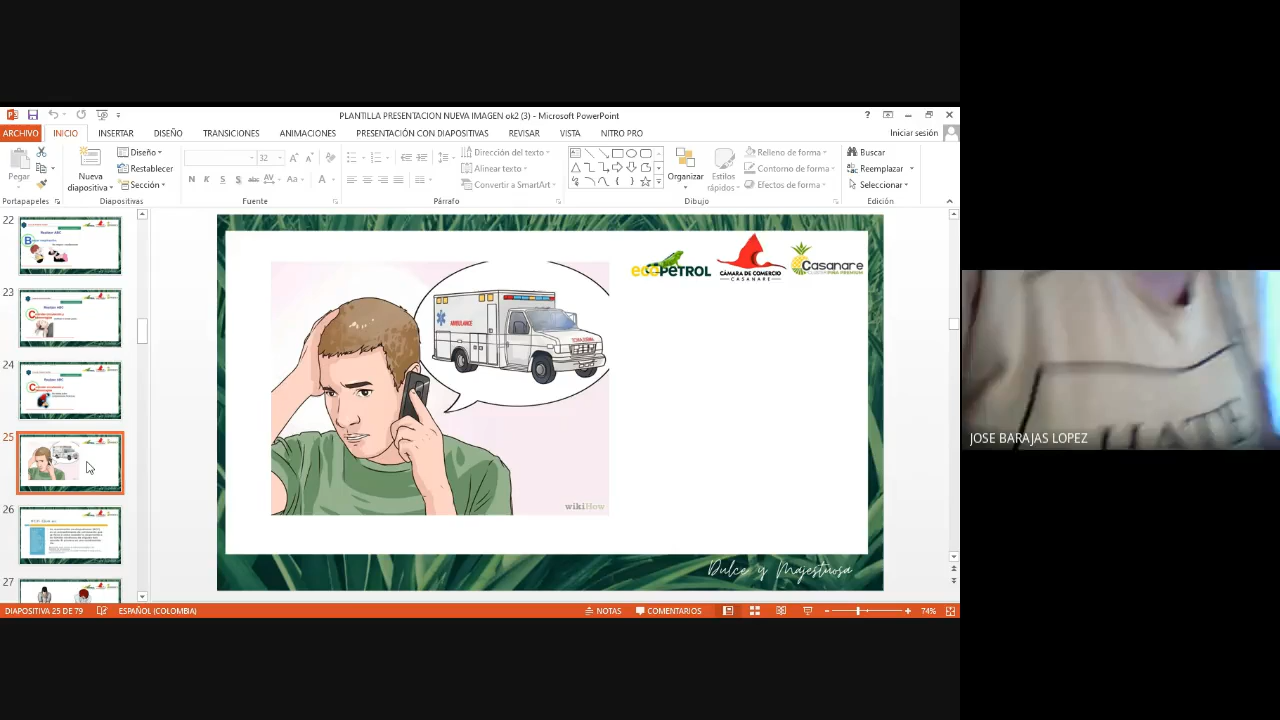 PLANTILLA PRESENTACION NUEVA IMAGEN ok2 (3) - Microsoft PowerPoint
ARCHIVO INICIO INSERTAR DISEÑO TRANSICIONES ANIMACIONES PRESENTACIÓN CON DIAPOSITIVAS REVISAR VISTA NITRO PRO
Iniciar sesión
Pegar
Nueva diapositiva
Diseño
Restablecer
Sección
32
N K S S abc AV Aa A
Dirección del texto
Alinear texto
Convertir a SmartArt
Organizar
Estilos rápidos
Relleno de forma
Contorno de forma
Efectos de forma
Buscar
Reemplazar
Seleccionar
Portapapeles Diapositivas Fuente Párrafo Dibujo Edición
22
23
24
25
26
27
ecoPETROL
CÁMARA DE COMERCIO
CASANARE
Casanare
AMBULANCE
wikiHow
Dulce y Majestuosa
JOSE BARAJAS LOPEZ
DIAPOSITIVA 25 DE 79 ESPAÑOL (COLOMBIA) NOTAS COMENTARIOS 74%